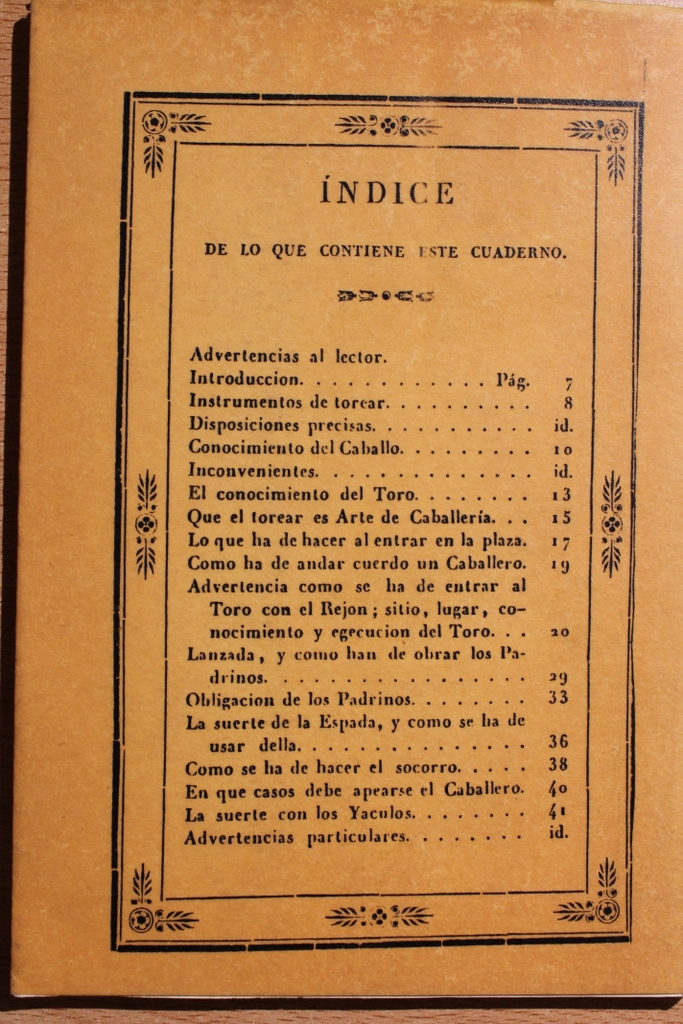 ÍNDICE
DE LO QUE CONTIENE ESTE CUADERNO.
Advertencias al lector.
Introduccion. . . . . . . . . . . . Pág. 7
Instrumentos de torear. . . . . . . . . . 8
Disposiciones precisas. . . . . . . . . . . id.
Conocimiento del Caballo. . . . . . . . . 10
Inconvenientes. . . . . . . . . . . . . . id.
El conocimiento del Toro. . . . . . . . 13
Que el torear es Arte de Caballería. . . 15
Lo que ha de hacer al entrar en la plaza. 17
Como ha de andar cuerdo un Caballero. 19
Advertencia como se ha de entrar al
Toro con el Rejon; sitio, lugar, co-
nocimiento y egecucion del Toro. . . 20
Lanzada, y como han de obrar los Pa-
drinos. . . . . . . . . . . . . . . . . 29
Obligacion de los Padrinos. . . . . . . . 33
La suerte de la Espada, y como se ha de
usar della. . . . . . . . . . . . . . . 36
Como se ha de hacer el socorro. . . . . 38
En que casos debe apearse el Caballero. 40
La suerte con los Yaculos. . . . . . . . 41
Advertencias particulares. . . . . . . . id.